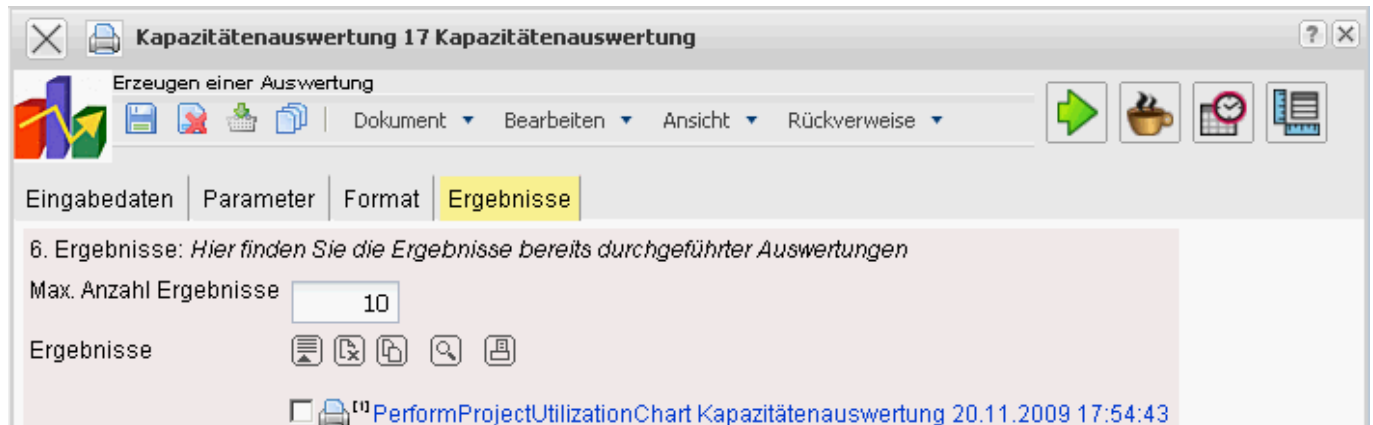 Kapazitätenauswertung 17 Kapazitätenauswertung
Erzeugen einer Auswertung
Dokument Bearbeiten Ansicht Rückverweise
Eingabedaten Parameter Format Ergebnisse
6. Ergebnisse: Hier finden Sie die Ergebnisse bereits durchgeführter Auswertungen
Max. Anzahl Ergebnisse 10
Ergebnisse
[1] PerformProjectUtilizationChart Kapazitätenauswertung 20.11.2009 17:54:43